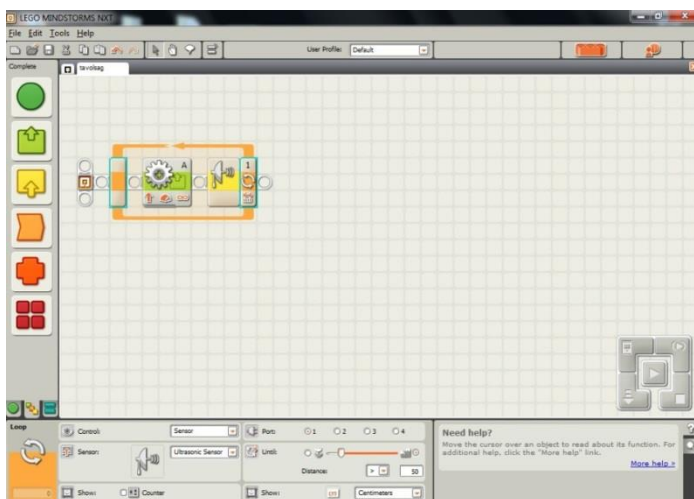 LEGO MINDSTORMS NXT
File Edit Tools Help
User Profile: Default
Complete
tavolsag
A
1
Loop
Control: Sensor
Port: 1 2 3 4
Sensor: Ultrasonic Sensor
Until:
Distance: > 50
Show: Counter
Show: Centimeters
0
Need help?
Move the cursor over an object to read about its function. For
additional help, click the "More help" link.
More help »